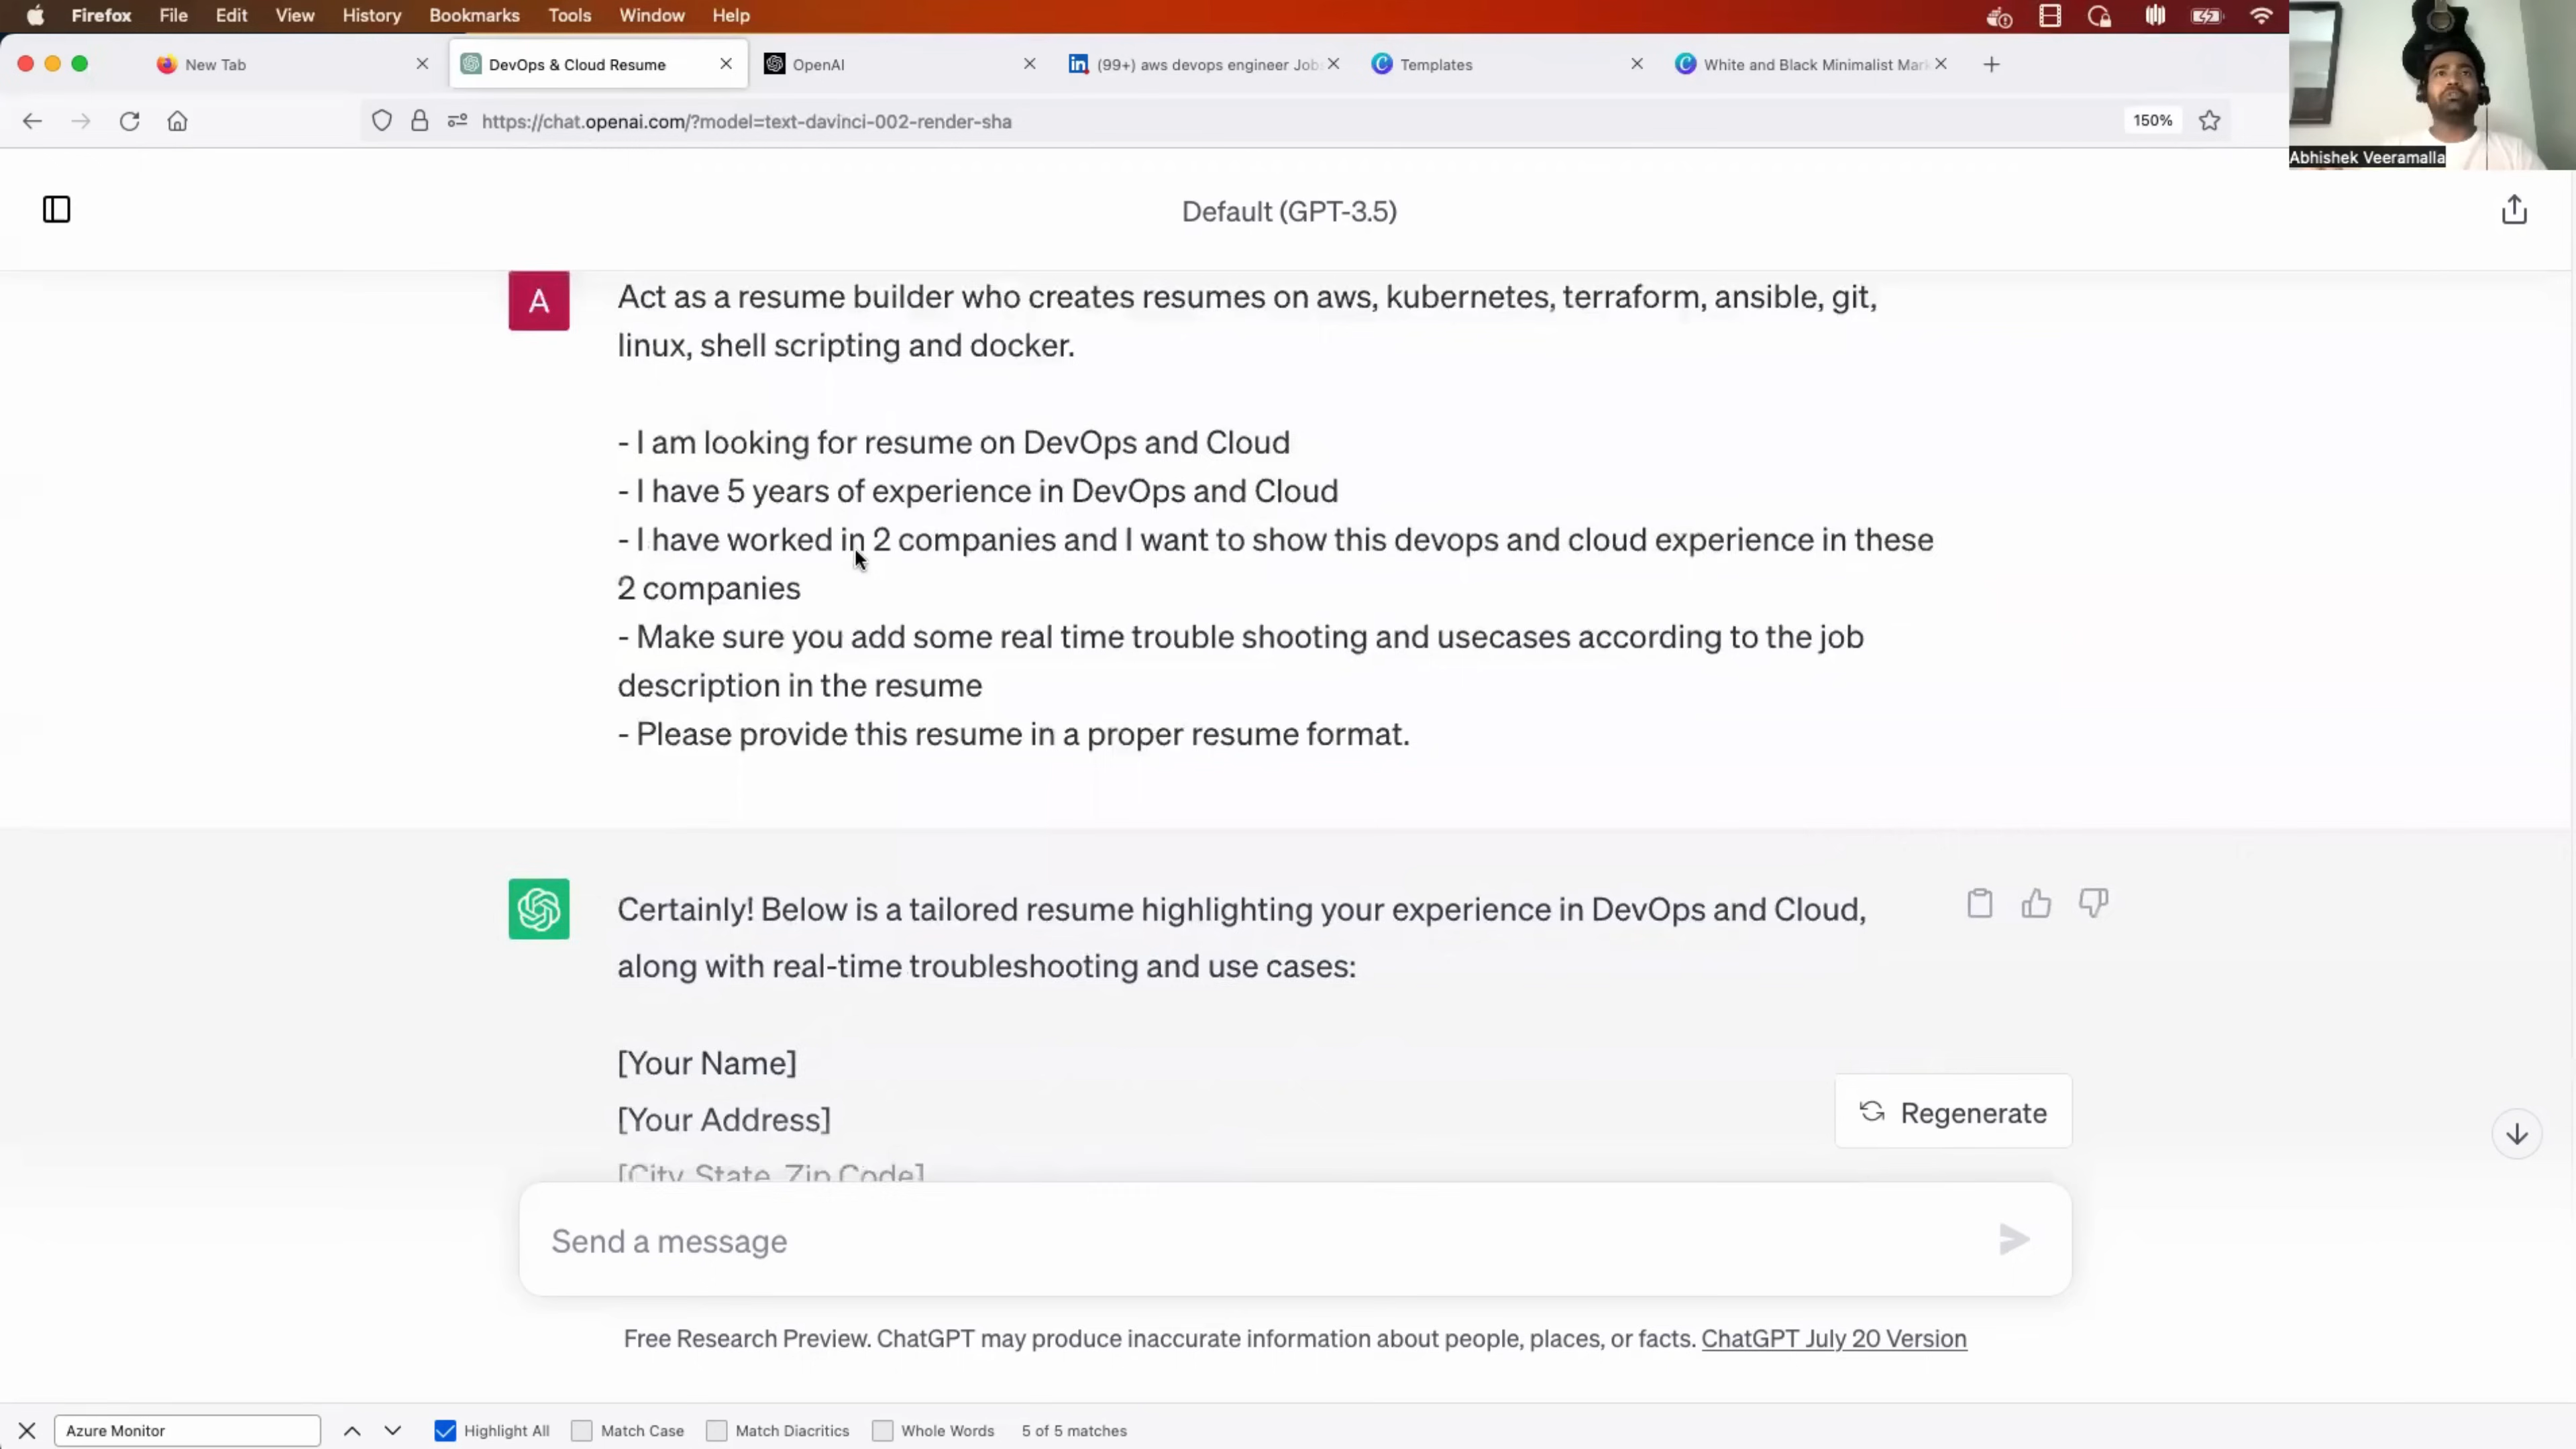 Firefox File Edit View History Bookmarks Tools Window Help
New Tab DevOps & Cloud Resume OpenAI (99+) aws devops engineer Job Templates White and Black Minimalist Mark
https://chat.openai.com/?model=text-davinci-002-render-sha 150%
Abhishek Veeramalla
Default (GPT-3.5)
A
Act as a resume builder who creates resumes on aws, kubernetes, terraform, ansible, git,
linux, shell scripting and docker.
- I am looking for resume on DevOps and Cloud
- I have 5 years of experience in DevOps and Cloud
- I have worked in 2 companies and I want to show this devops and cloud experience in these
2 companies
- Make sure you add some real time trouble shooting and usecases according to the job
description in the resume
- Please provide this resume in a proper resume format.
Certainly! Below is a tailored resume highlighting your experience in DevOps and Cloud,
along with real-time troubleshooting and use cases:
[Your Name]
[Your Address]
[City, State, Zip Code]
Regenerate
Send a message
Free Research Preview. ChatGPT may produce inaccurate information about people, places, or facts. ChatGPT July 20 Version
Azure Monitor Highlight All Match Case Match Diacritics Whole Words 5 of 5 matches